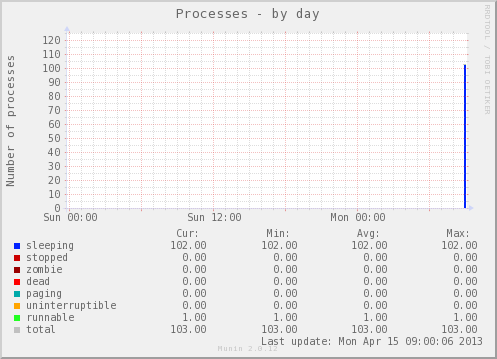 Processes - by day
RRDTOOL / TOBI OETIKER
Number of processes
120
110
100
90
80
70
60
50
40
30
20
10
0
Sun 00:00 Sun 12:00 Mon 00:00
Cur: Min: Avg: Max:
sleeping 102.00 102.00 102.00 102.00
stopped 0.00 0.00 0.00 0.00
zombie 0.00 0.00 0.00 0.00
dead 0.00 0.00 0.00 0.00
paging 0.00 0.00 0.00 0.00
uninterruptible 0.00 0.00 0.00 0.00
runnable 1.00 1.00 1.00 1.00
total 103.00 103.00 103.00 103.00
Last update: Mon Apr 15 09:00:06 2013
Munin 2.0.12